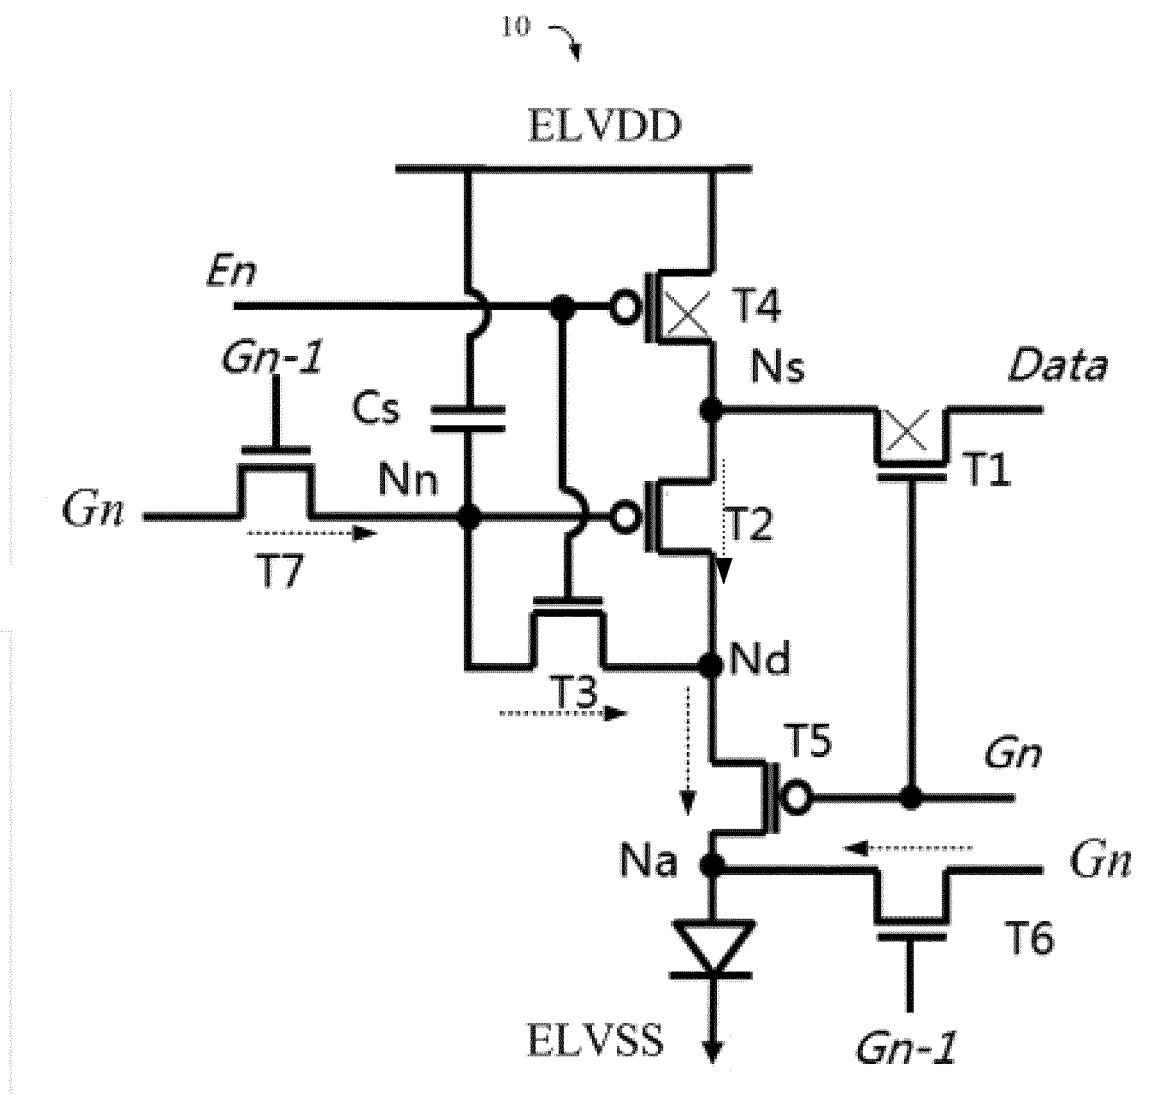 10
ELVDD
En
T4
Gn-1
Ns
Data
Cs
Nn
T1
Gn
T2
T7
Nd
T3
T5
Gn
Na
Gn
T6
ELVSS
Gn-1